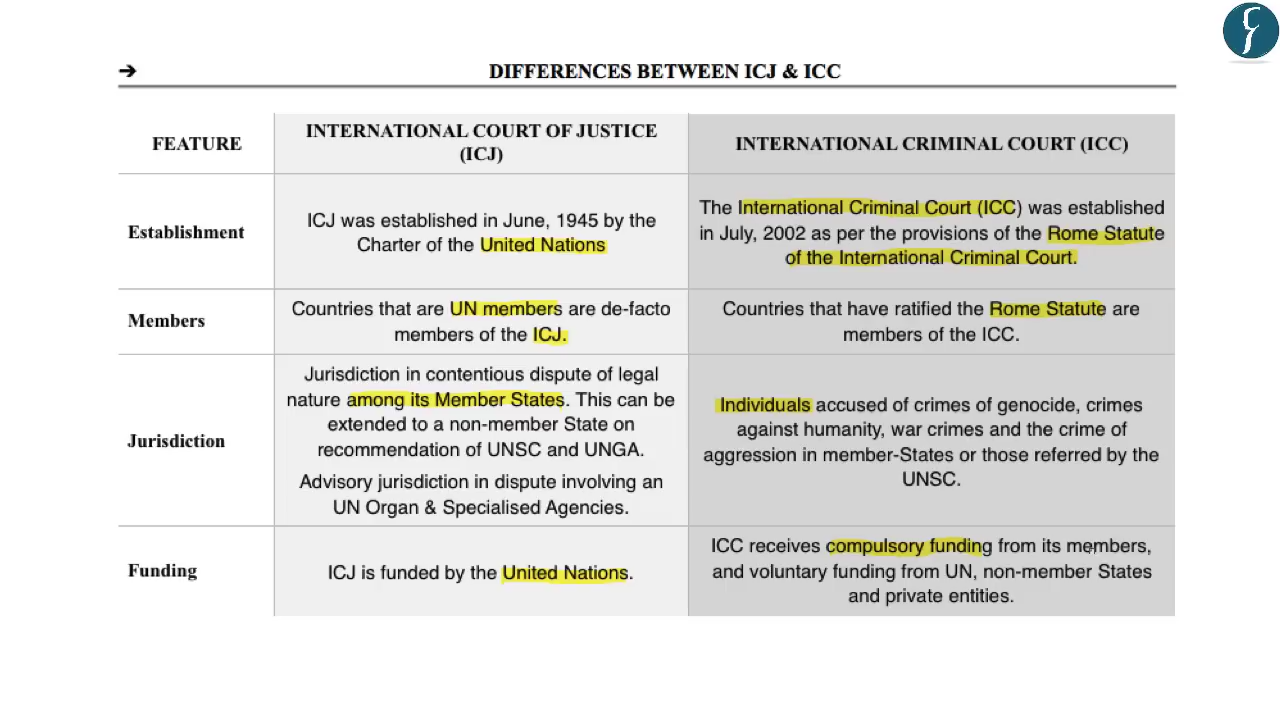 ➔ DIFFERENCES BETWEEN ICJ & ICC
FEATURE
INTERNATIONAL COURT OF JUSTICE
(ICJ)
INTERNATIONAL CRIMINAL COURT (ICC)
Establishment
ICJ was established in June, 1945 by the
Charter of the United Nations
The International Criminal Court (ICC) was established
in July, 2002 as per the provisions of the Rome Statute
of the International Criminal Court.
Members
Countries that are UN members are de-facto
members of the ICJ.
Countries that have ratified the Rome Statute are
members of the ICC.
Jurisdiction
Jurisdiction in contentious dispute of legal
nature among its Member States. This can be
extended to a non-member State on
recommendation of UNSC and UNGA.
Advisory jurisdiction in dispute involving an
UN Organ & Specialised Agencies.
Individuals accused of crimes of genocide, crimes
against humanity, war crimes and the crime of
aggression in member-States or those referred by the
UNSC.
Funding
ICJ is funded by the United Nations.
ICC receives compulsory funding from its members,
and voluntary funding from UN, non-member States
and private entities.